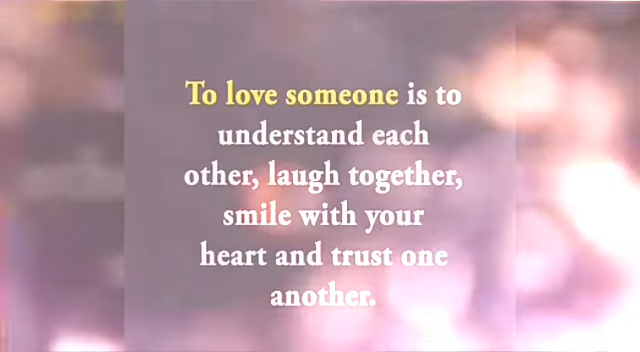 To love someone is to
understand each
other, laugh together,
smile with your
heart and trust one
another.